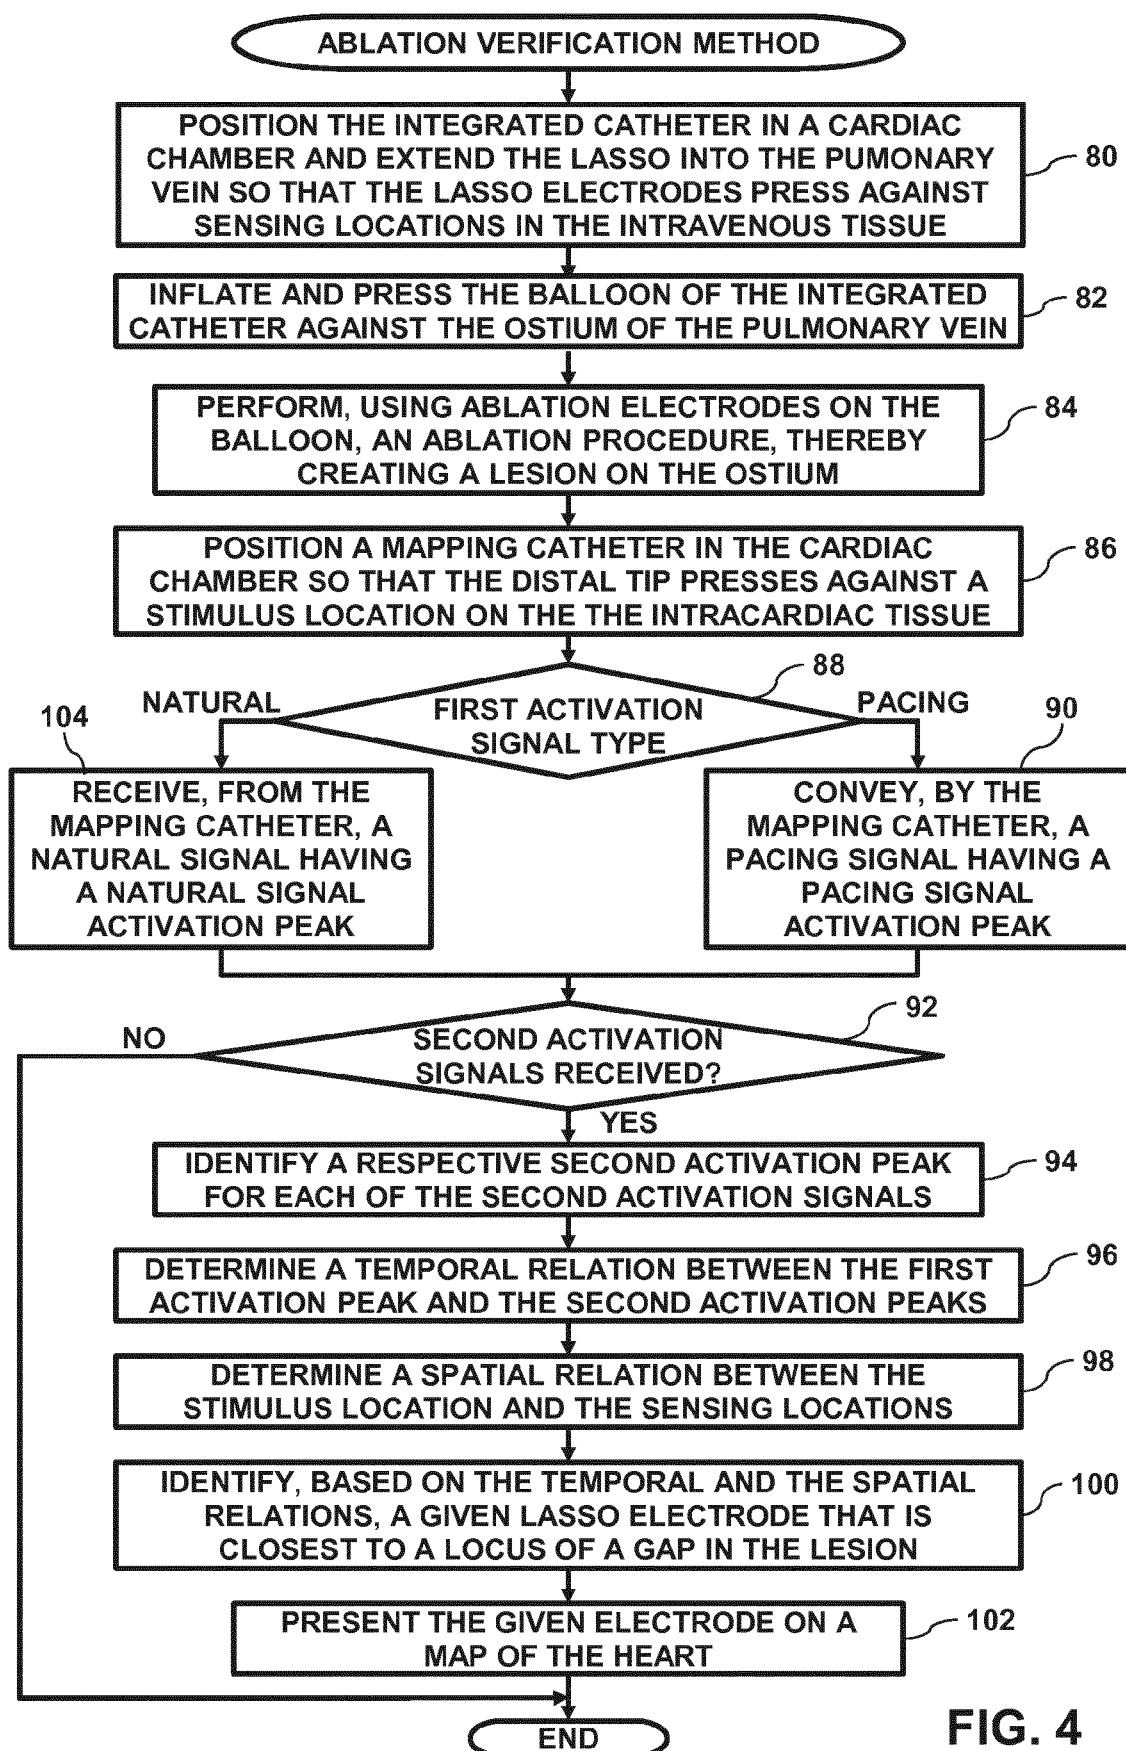 ABLATION VERIFICATION METHOD
POSITION THE INTEGRATED CATHETER IN A CARDIAC
CHAMBER AND EXTEND THE LASSO INTO THE PUMONARY
VEIN SO THAT THE LASSO ELECTRODES PRESS AGAINST
SENSING LOCATIONS IN THE INTRAVENOUS TISSUE
80
INFLATE AND PRESS THE BALLOON OF THE INTEGRATED
CATHETER AGAINST THE OSTIUM OF THE PULMONARY VEIN
82
PERFORM, USING ABLATION ELECTRODES ON THE
BALLOON, AN ABLATION PROCEDURE, THEREBY
CREATING A LESION ON THE OSTIUM
84
POSITION A MAPPING CATHETER IN THE CARDIAC
CHAMBER SO THAT THE DISTAL TIP PRESSES AGAINST A
STIMULUS LOCATION ON THE THE INTRACARDIAC TISSUE
86
88
NATURAL
FIRST ACTIVATION
SIGNAL TYPE
PACING
104
RECEIVE, FROM THE
MAPPING CATHETER, A
NATURAL SIGNAL HAVING
A NATURAL SIGNAL
ACTIVATION PEAK
90
CONVEY, BY THE
MAPPING CATHETER, A
PACING SIGNAL HAVING A
PACING SIGNAL
ACTIVATION PEAK
92
NO
SECOND ACTIVATION
SIGNALS RECEIVED?
YES
IDENTIFY A RESPECTIVE SECOND ACTIVATION PEAK
FOR EACH OF THE SECOND ACTIVATION SIGNALS
94
DETERMINE A TEMPORAL RELATION BETWEEN THE FIRST
ACTIVATION PEAK AND THE SECOND ACTIVATION PEAKS
96
DETERMINE A SPATIAL RELATION BETWEEN THE
STIMULUS LOCATION AND THE SENSING LOCATIONS
98
IDENTIFY, BASED ON THE TEMPORAL AND THE SPATIAL
RELATIONS, A GIVEN LASSO ELECTRODE THAT IS
CLOSEST TO A LOCUS OF A GAP IN THE LESION
100
PRESENT THE GIVEN ELECTRODE ON A
MAP OF THE HEART
102
END
FIG. 4